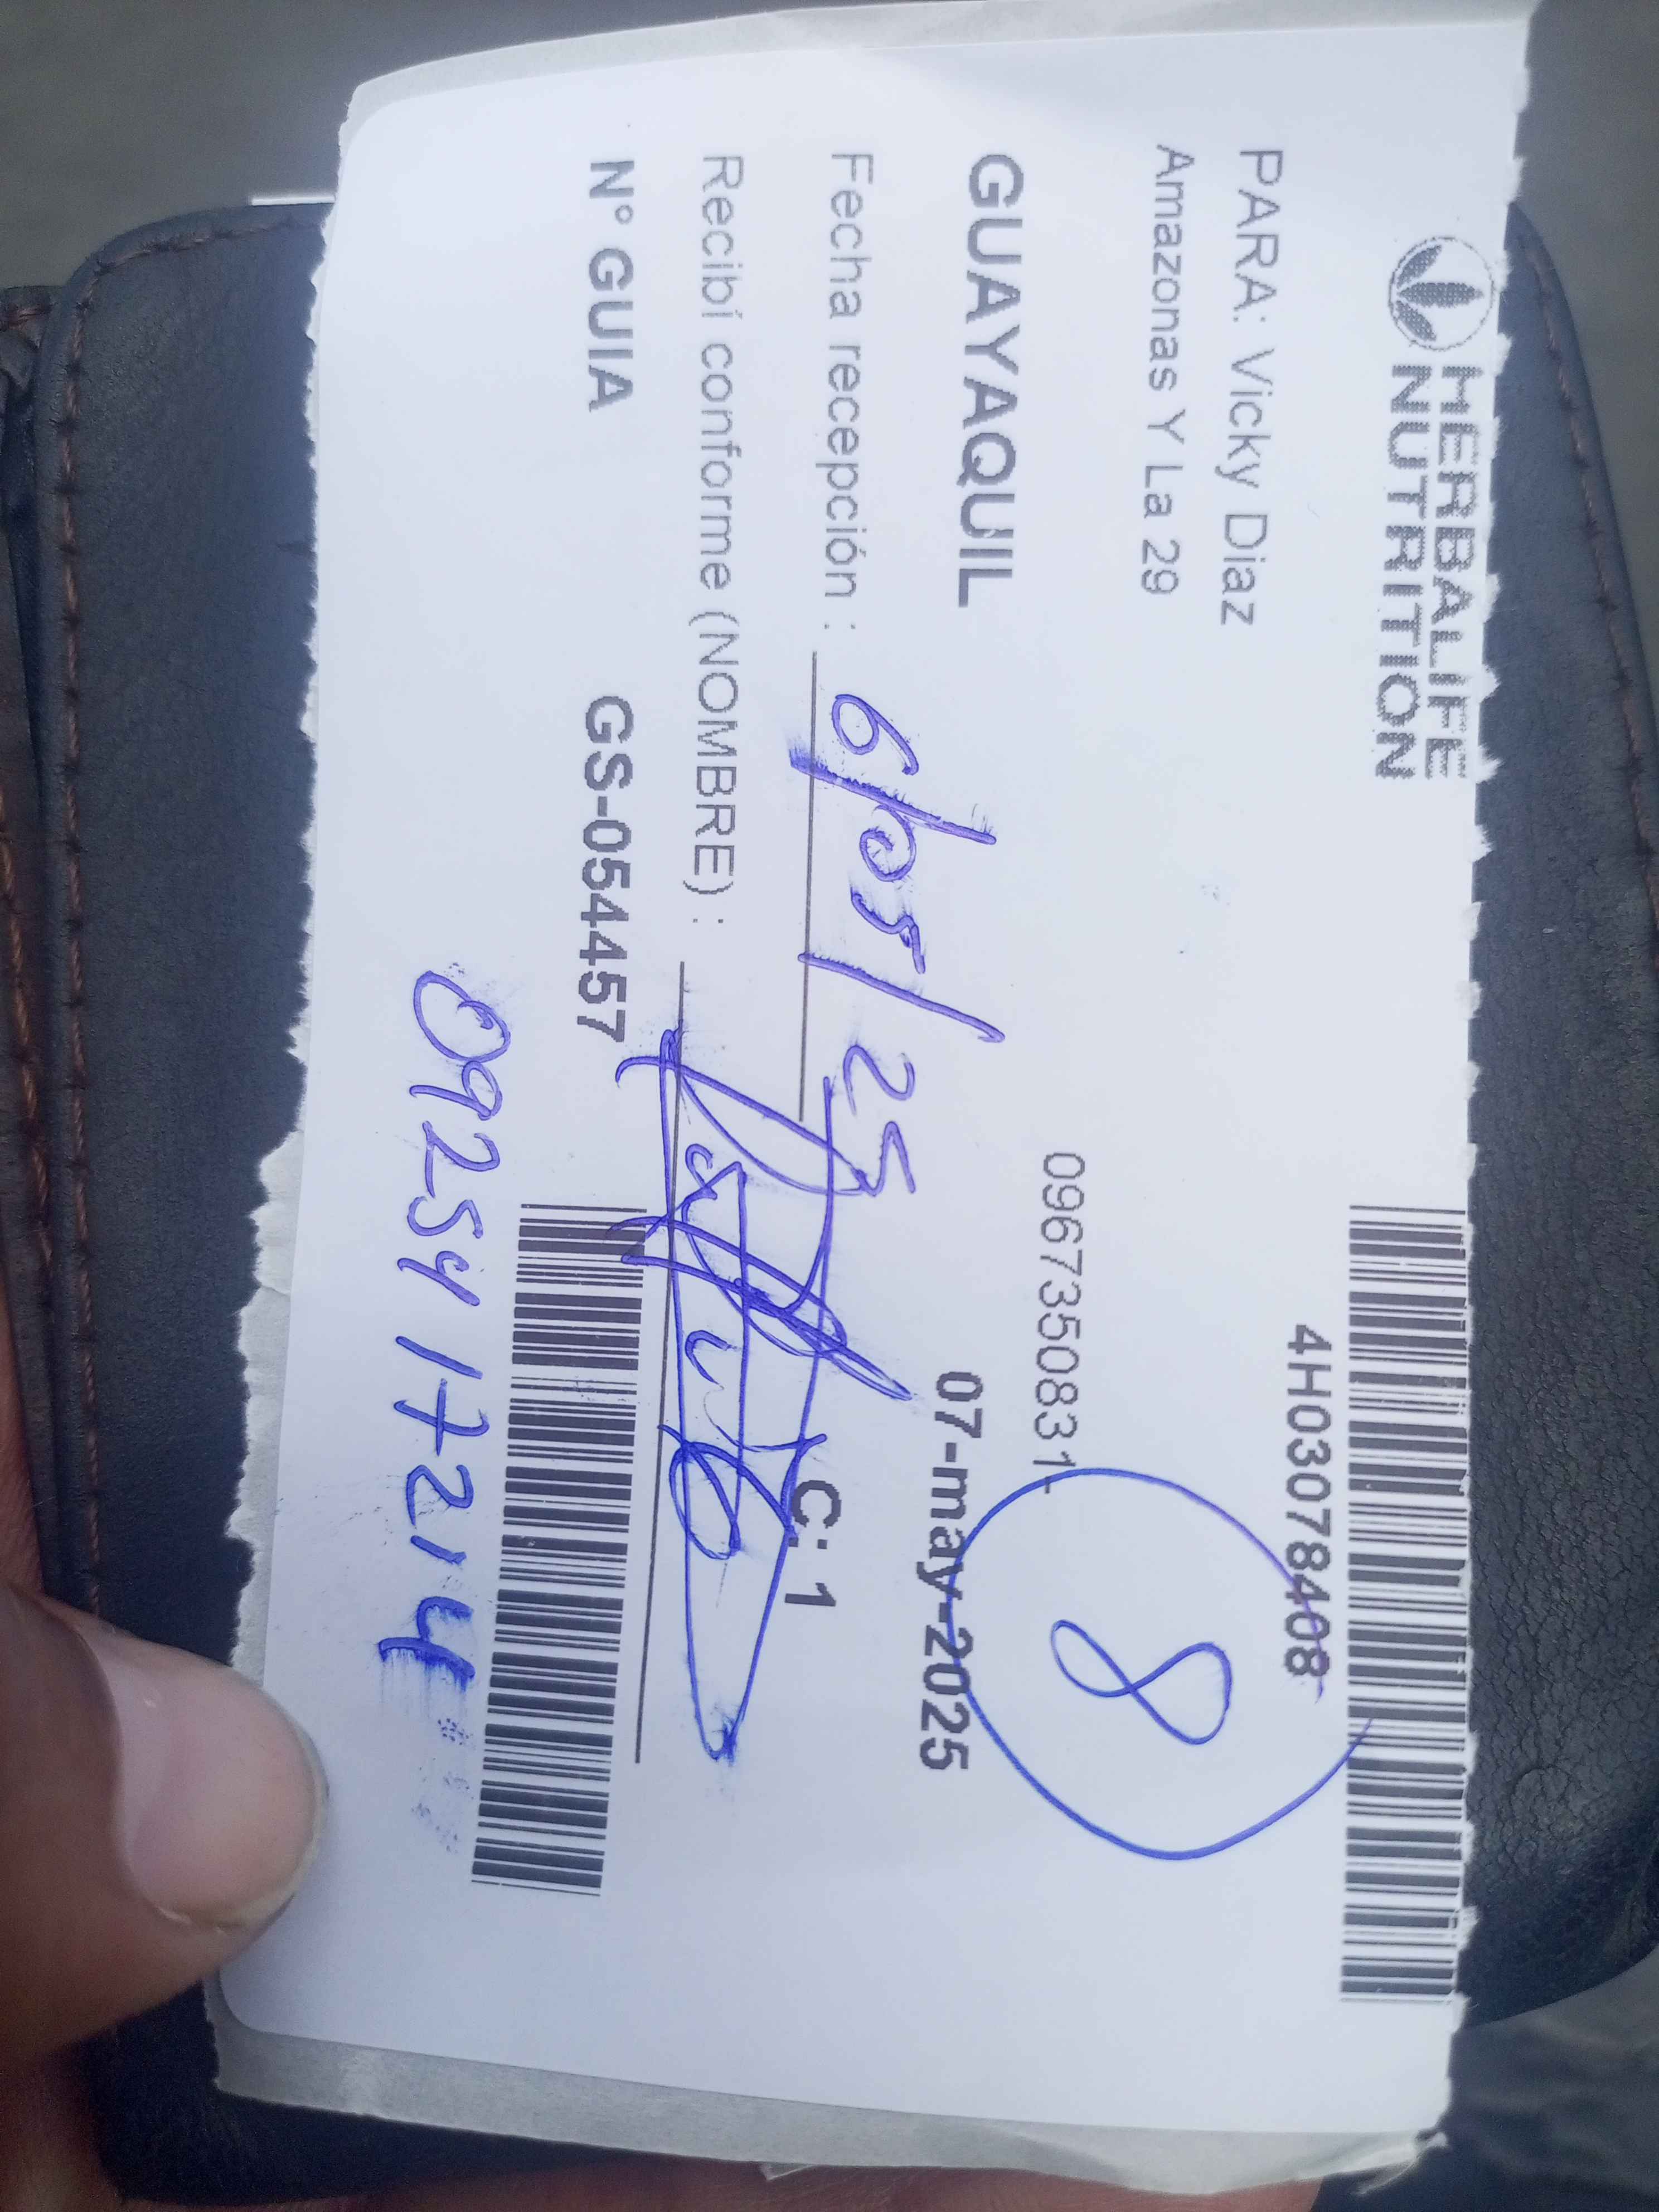 HERBALIFE
NUTRITION
4H03078408
PARA: Vicky Diaz
Amazonas Y La 29
8
0967350831
GUAYAQUIL
07-may-2025
Fecha recepción : 6/05/25
C: 1
Recibí conforme (NOMBRE) :
N° GUIA GS-054457
0925417214